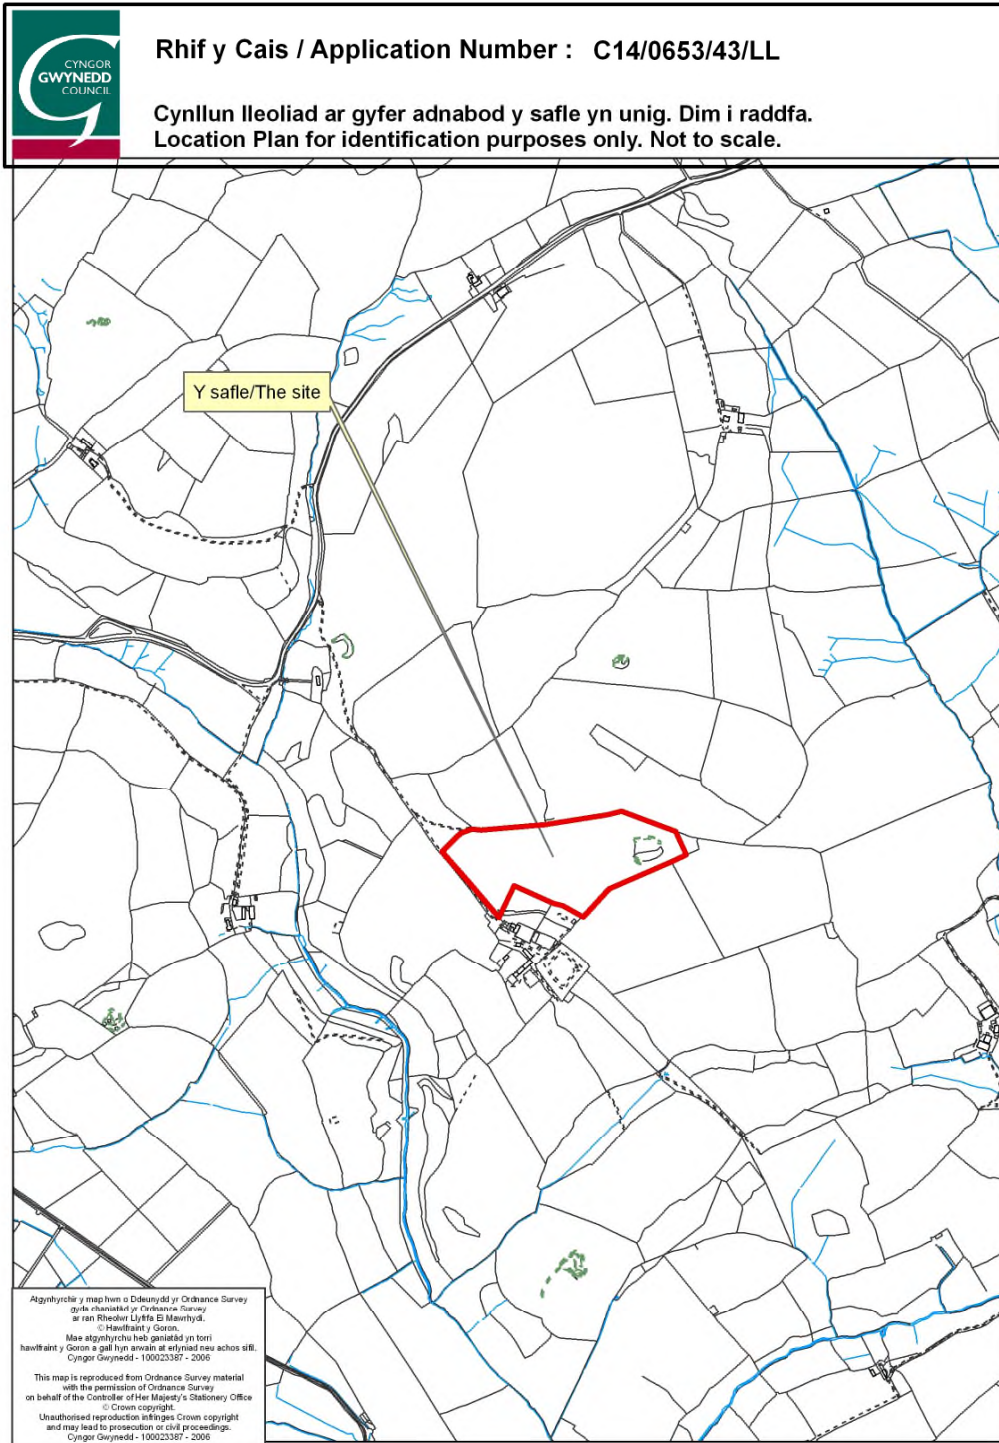 CYNGOR
GWYNEDD
COUNCIL
Rhif y Cais / Application Number : C14/0653/43/LL
Cynllun lleoliad ar gyfer adnabod y safle yn unig. Dim i raddfa.
Location Plan for identification purposes only. Not to scale.
Y safle/The site
Atgynhyrchir y map hwn o Ddeunydd yr Ordnance Survey
gyda chaniatâd yr Ordnance Survey
ar ran Rheolwr Llyfrfa Ei Mawrhydi.
© Hawlfraint y Goron.
Mae atgynhyrchu heb ganiatâd yn torri
hawlfraint y Goron a gall hyn arwain at erlyniad neu achos sifil.
Cyngor Gwynedd - 100023387 - 2006
This map is reproduced from Ordnance Survey material
with the permission of Ordnance Survey
on behalf of the Controller of Her Majesty's Stationery Office
© Crown copyright.
Unauthorised reproduction infringes Crown copyright
and may lead to prosecution or civil proceedings.
Cyngor Gwynedd - 100023387 - 2006